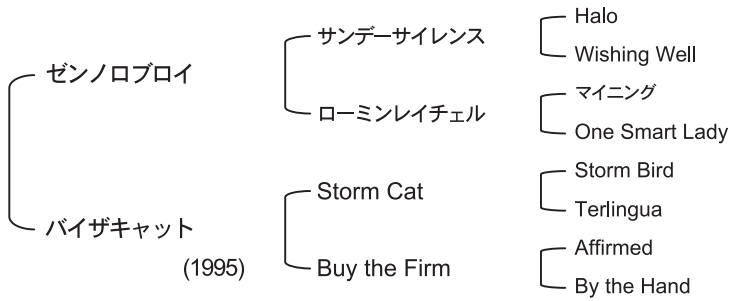 ゼンノロブロイ
サンデーサイレンス
Halo
Wishing Well
ローミンレイチェル
マイニング
One Smart Lady
バイザキャット
(1995)
Storm Cat
Storm Bird
Terlingua
Buy the Firm
Affirmed
By the Hand